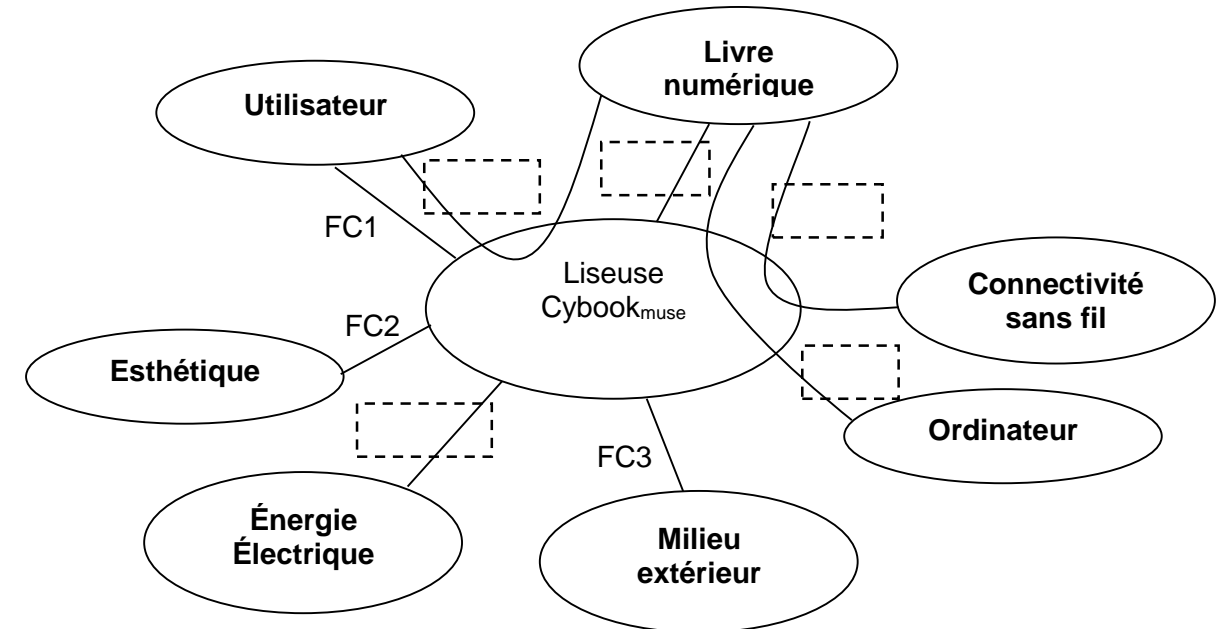 Livre
numérique
Utilisateur
FC1
Liseuse
Cybookmuse
Connectivité
sans fil
FC2
Esthétique
Ordinateur
FC3
Énergie
Électrique
Milieu
extérieur